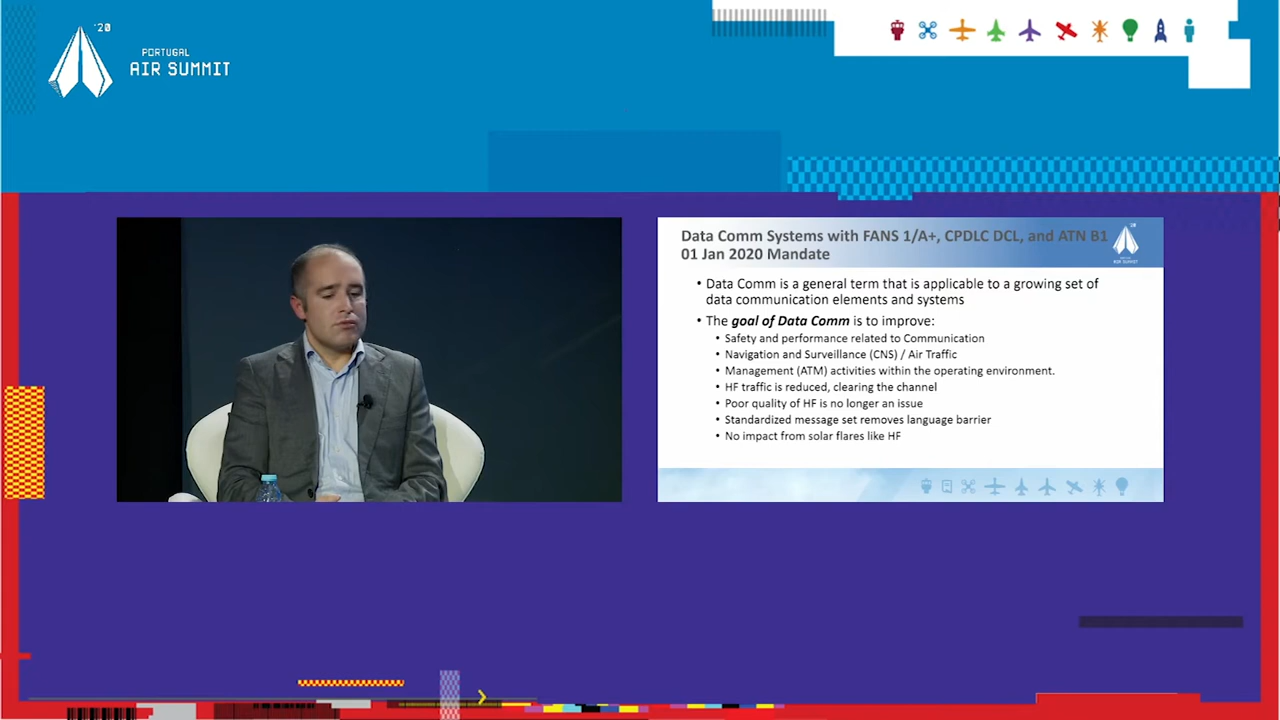 '20
PORTUGAL
AIR SUMMIT
Data Comm Systems with FANS 1/A+, CPDLC DCL, and ATN B1
01 Jan 2020 Mandate
• Data Comm is a general term that is applicable to a growing set of
data communication elements and systems
• The goal of Data Comm is to improve:
• Safety and performance related to Communication
• Navigation and Surveillance (CNS) / Air Traffic
• Management (ATM) activities within the operating environment.
• HF traffic is reduced, clearing the channel
• Poor quality of HF is no longer an issue
• Standardized message set removes language barrier
• No impact from solar flares like HF